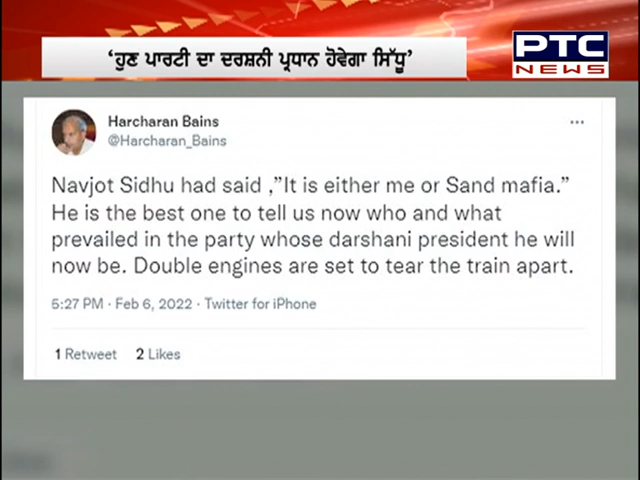 ‘ਹੁਣ ਪਾਰਟੀ ਦਾ ਦਰਸ਼ਨੀ ਪ੍ਰਧਾਨ ਹੋਵੇਗਾ ਸਿੱਧੂ’
PTC
NEWS
Harcharan Bains
@Harcharan_Bains
Navjot Sidhu had said ,”It is either me or Sand mafia.”
He is the best one to tell us now who and what
prevailed in the party whose darshani president he will
now be. Double engines are set to tear the train apart.
5:27 PM · Feb 6, 2022 · Twitter for iPhone
1 Retweet 2 Likes